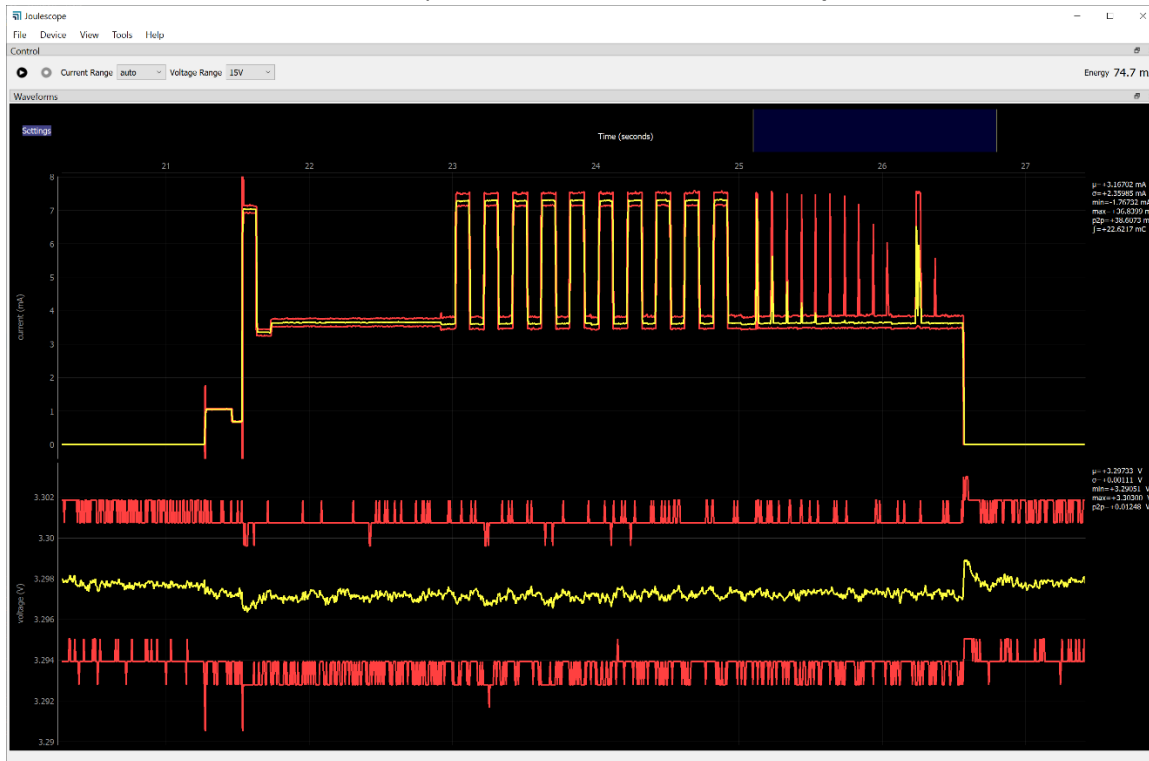 Joulescope
File Device View Tools Help
Control
Current Range auto Voltage Range 15V Energy 74.7 m
Waveforms
Settings
Time (seconds)
21 22 23 24 25 26 27
8
7
6
5
4
3
2
1
0
current (mA)
μ=+3.16702 mA
σ=+2.35985 mA
min=-1.76732 mA
max=+36.8399 mA
p2p=+38.6073 m
∫=+22.6217 mC
3.302
3.30
3.298
3.296
3.294
3.292
3.29
voltage (V)
μ=+3.29733 V
σ=+0.00111 V
min=+3.29051 V
max=+3.30300 V
p2p=+0.01248 V